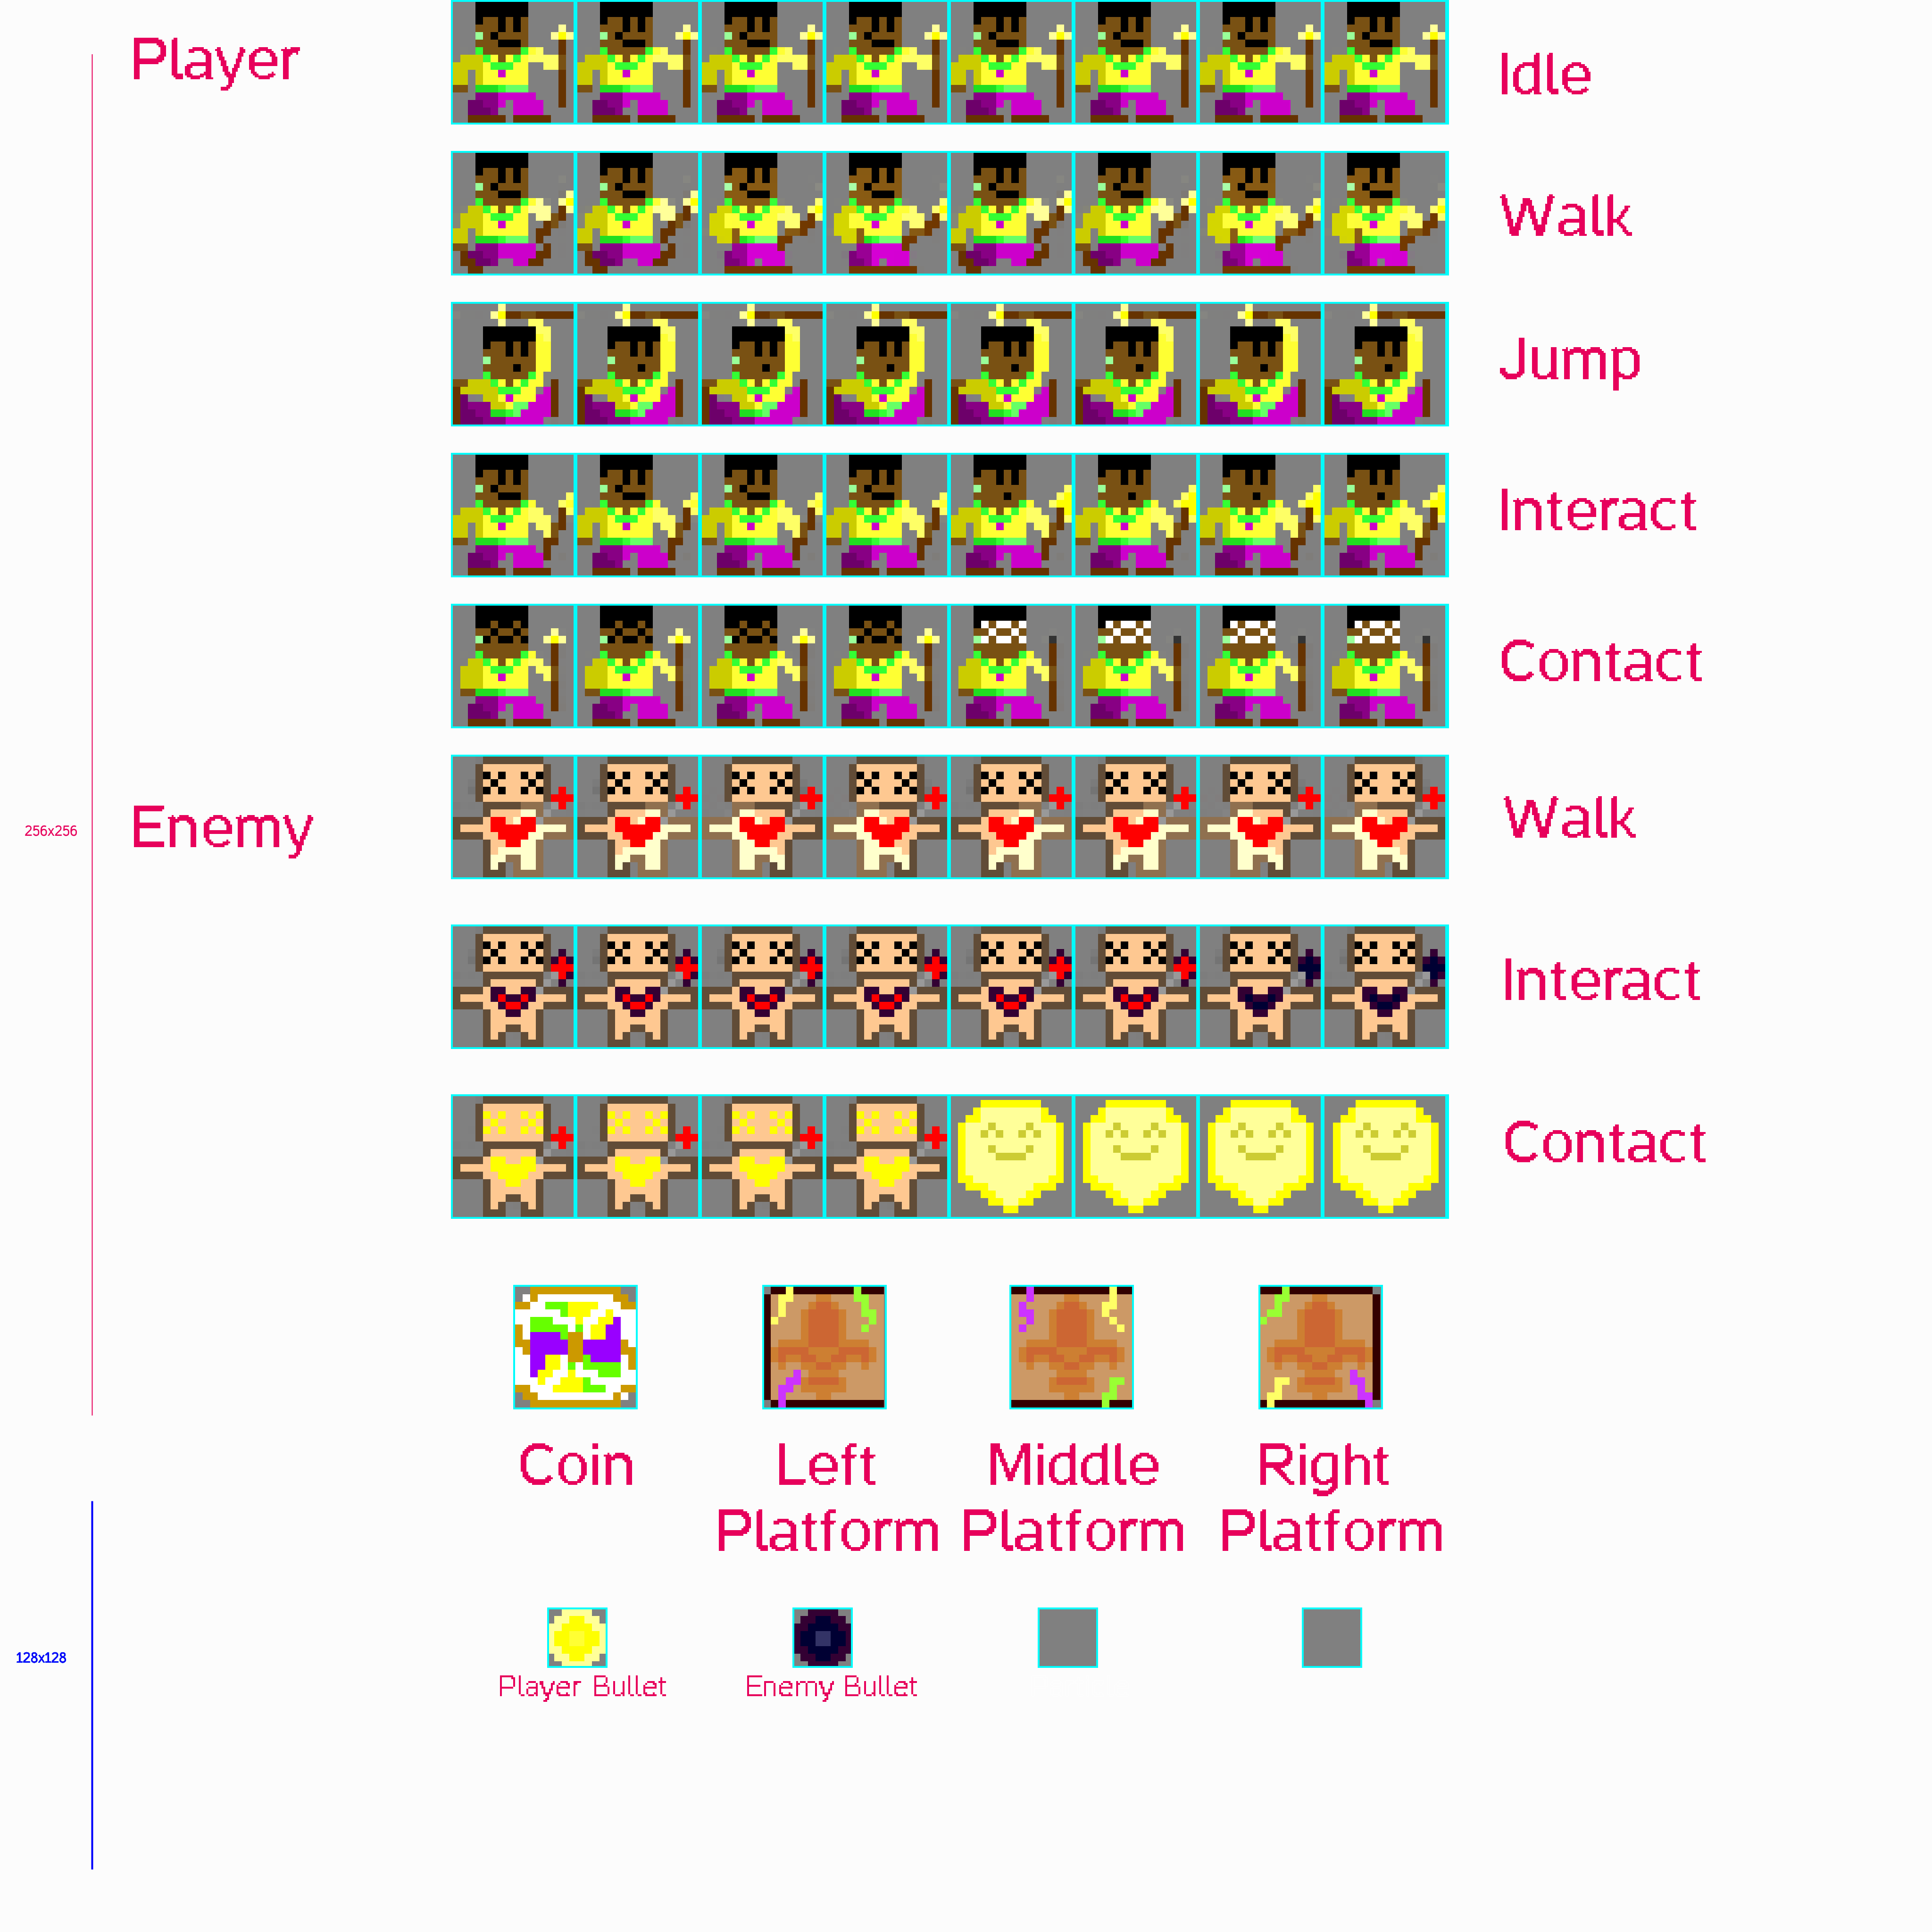 Player
Idle
Walk
Jump
Interact
Contact
Enemy
Walk
256x256
Interact
Contact
Coin
Left
Platform
Middle
Platform
Right
Platform
128x128
Player Bullet
Enemy Bullet